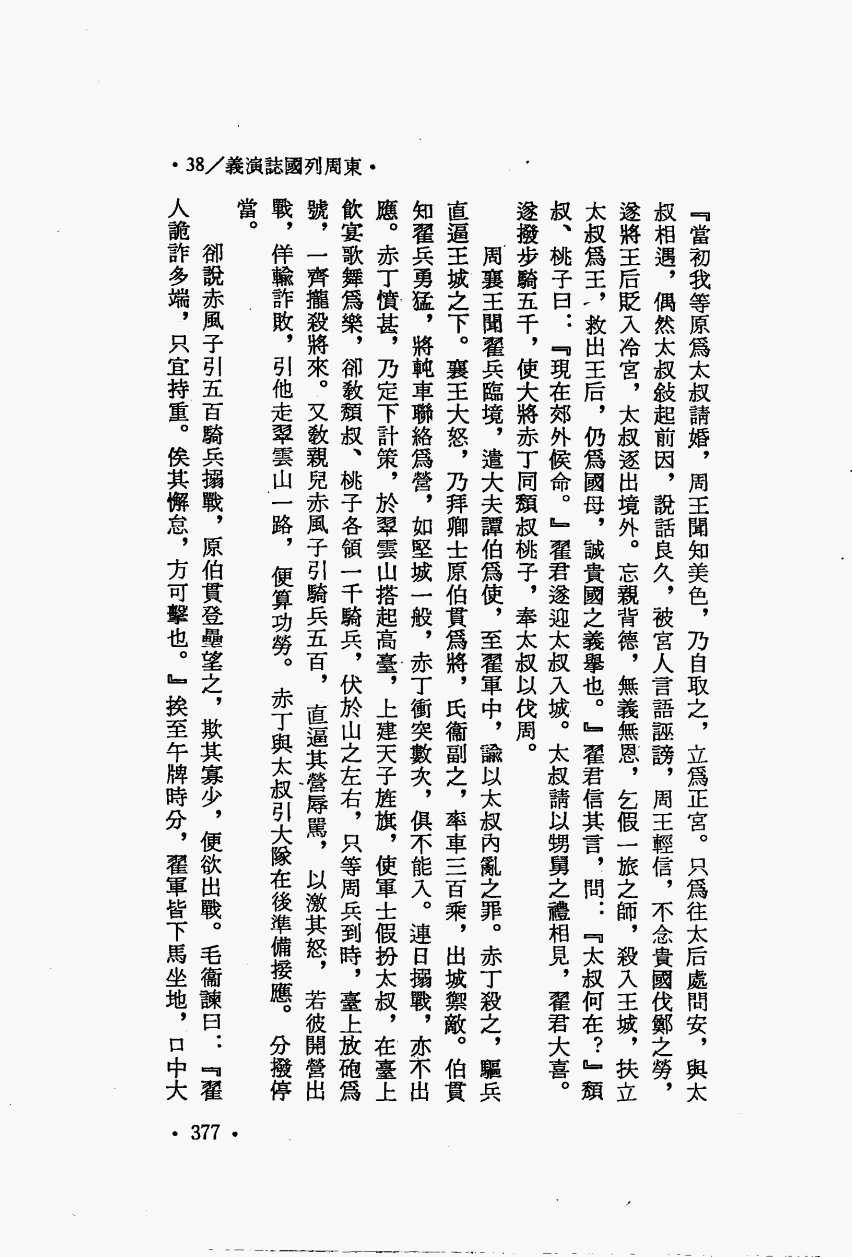 •38／義演誌國列周東•
『當初我等原爲太叔請婚，周王聞知美色，乃自取之，立爲正宮。只爲往太后處問安，與太
叔相遇，偶然太叔敍起前因，說話良久，被宮人言語誣謗，周王輕信，不念貴國伐鄭之勞，
遂將王后貶入冷宮，太叔逐出境外。忘親背德，無義無恩，乞假一旅之師，殺入王城，扶立
太叔爲王，救出王后，仍爲國母，誠貴國之義舉也。』翟君信其言，問：『太叔何在？』頹
叔、桃子曰：『現在郊外候命。』翟君遂迎太叔入城。太叔請以甥舅之禮相見，翟君大喜。
遂撥步騎五千，使大將赤丁同頹叔桃子，奉太叔以伐周。
周襄王聞翟兵臨境，遣大夫譚伯爲使，至翟軍中，諭以太叔內亂之罪。赤丁殺之，驅兵
直逼王城之下。襄王大怒，乃拜卿士原伯貫爲將，氏衞副之，率車三百乘，出城禦敵。伯貫
知翟兵勇猛，將軘車聯絡爲營，如堅城一般，赤丁衝突數次，俱不能入。連日搦戰，亦不出
應。赤丁憤甚，乃定下計策，於翠雲山搭起高臺，上建天子旌旗，使軍士假扮太叔，在臺上
飲宴歌舞爲樂，卻敎頹叔、桃子各領一千騎兵，伏於山之左右，只等周兵到時，臺上放砲爲
號，一齊攏殺將來。又敎親兒赤風子引騎兵五百，直逼其營辱罵，以激其怒，若彼開營出
戰，佯輸詐敗，引他走翠雲山一路，便算功勞。赤丁與太叔引大隊在後準備接應。分撥停
當。
卻說赤風子引五百騎兵搦戰，原伯貫登壘望之，欺其寡少，便欲出戰。毛衞諫曰：『翟
人詭詐多端，只宜持重。俟其懈怠，方可擊也。』挨至午牌時分，翟軍皆下馬坐地，口中大
•377•